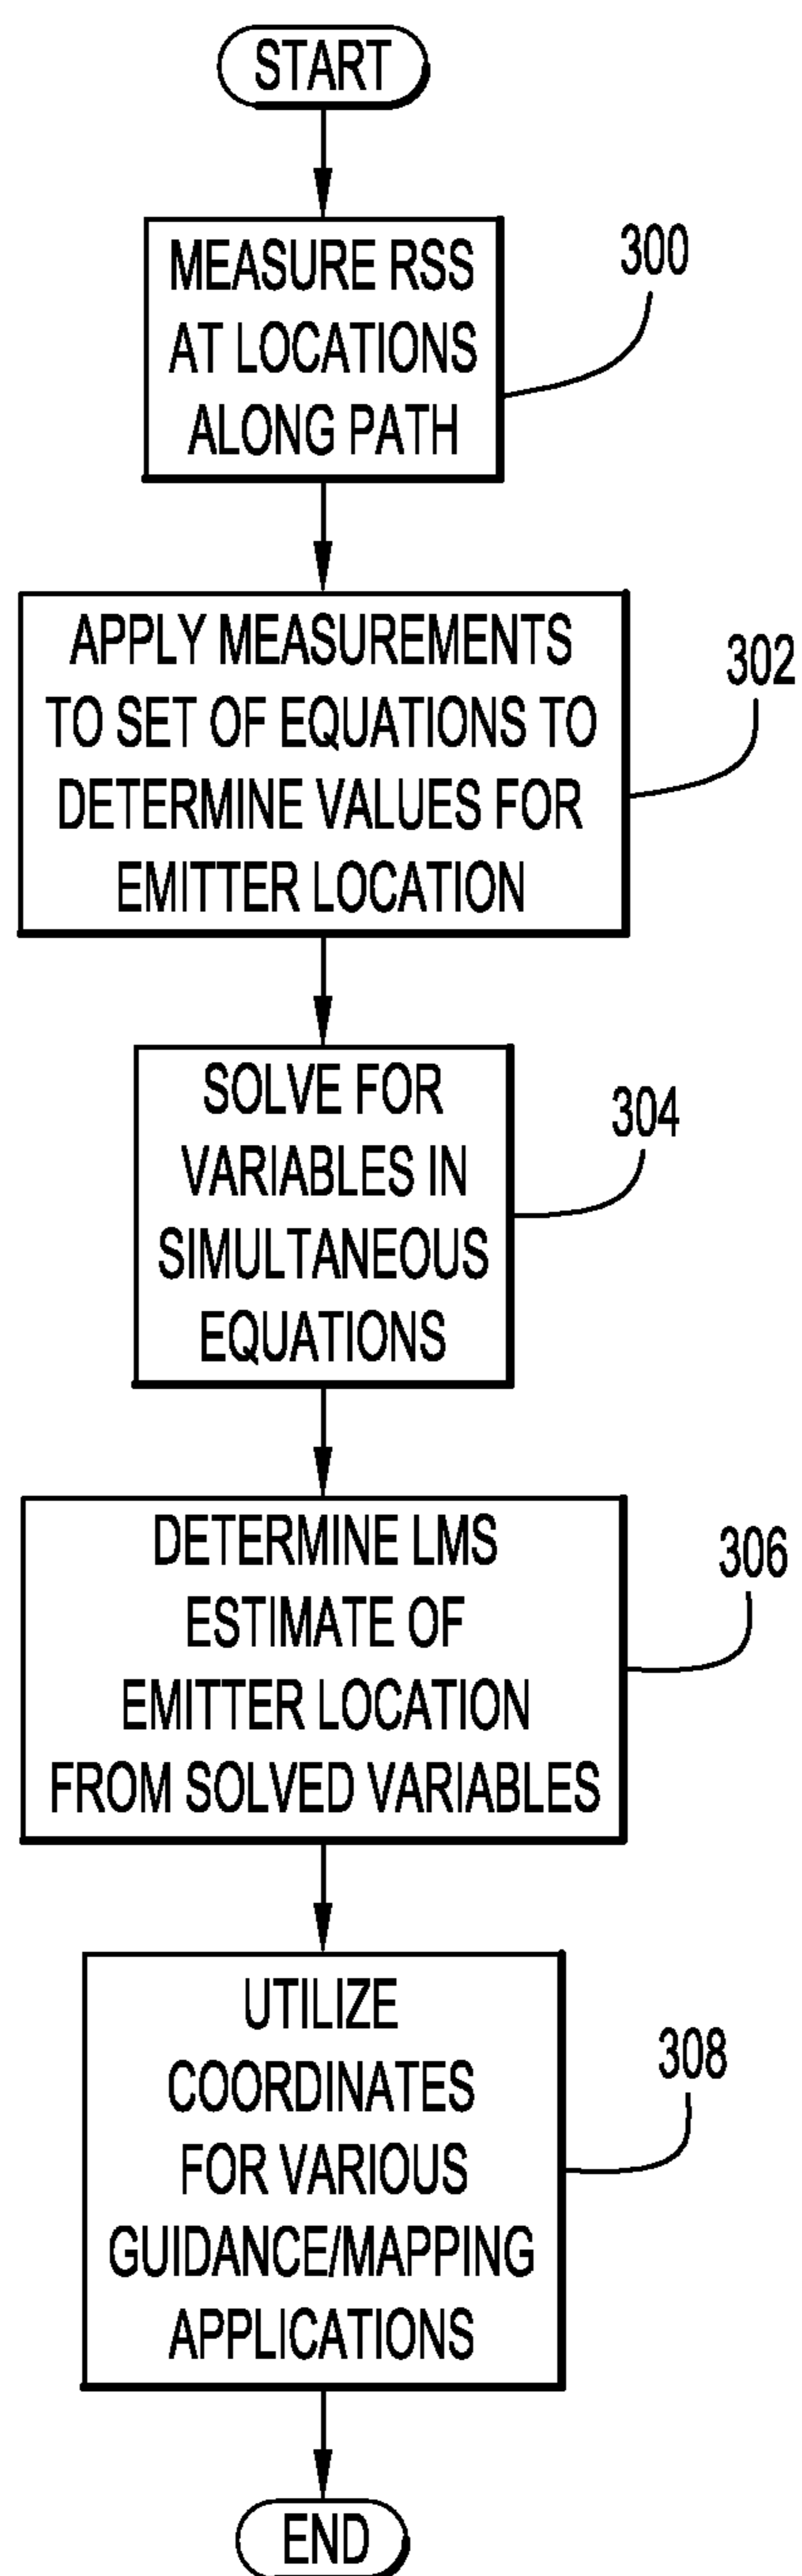 START
MEASURE RSS
AT LOCATIONS
ALONG PATH
300
APPLY MEASUREMENTS
TO SET OF EQUATIONS TO
DETERMINE VALUES FOR
EMITTER LOCATION
302
SOLVE FOR
VARIABLES IN
SIMULTANEOUS
EQUATIONS
304
DETERMINE LMS
ESTIMATE OF
EMITTER LOCATION
FROM SOLVED VARIABLES
306
UTILIZE
COORDINATES
FOR VARIOUS
GUIDANCE/MAPPING
APPLICATIONS
308
END